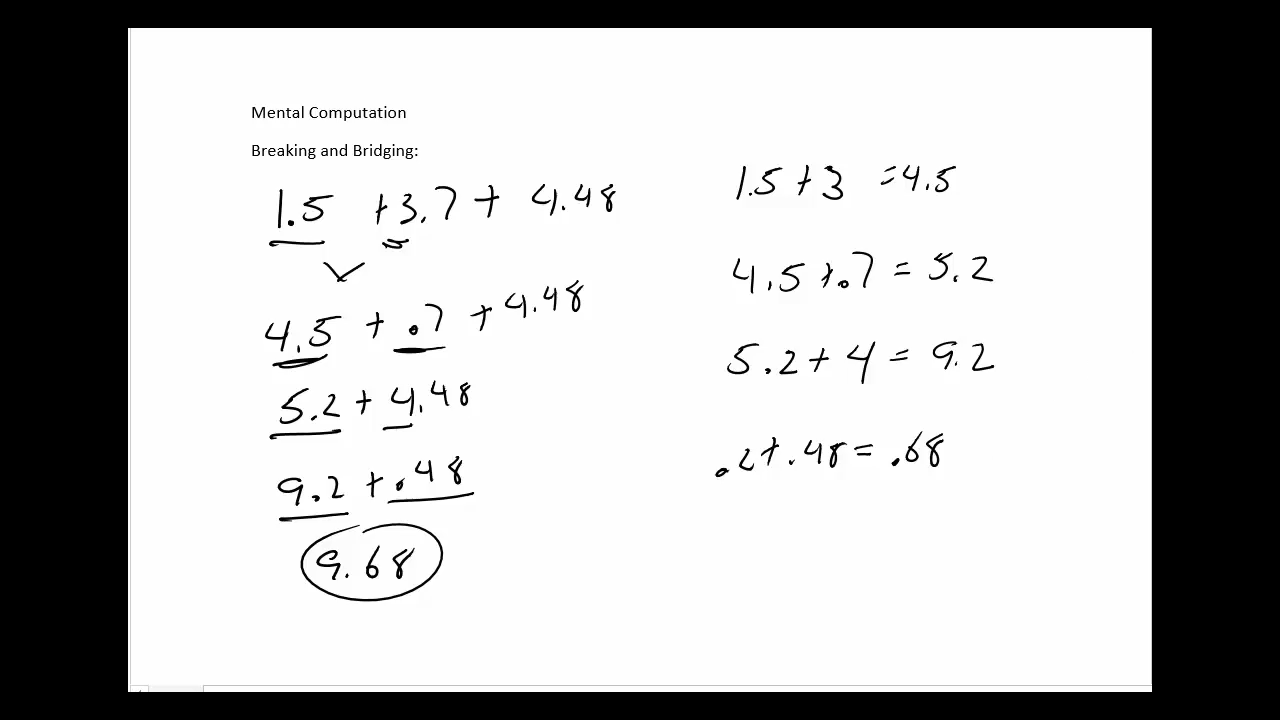 Mental Computation
Breaking and Bridging:
1.5 + 3.7 + 4.48
4.5 + .7 + 4.48
5.2 + 4.48
9.2 + .48
9.68
1.5 + 3 = 4.5
4.5 + .7 = 5.2
5.2 + 4 = 9.2
.2 + .48 = .68